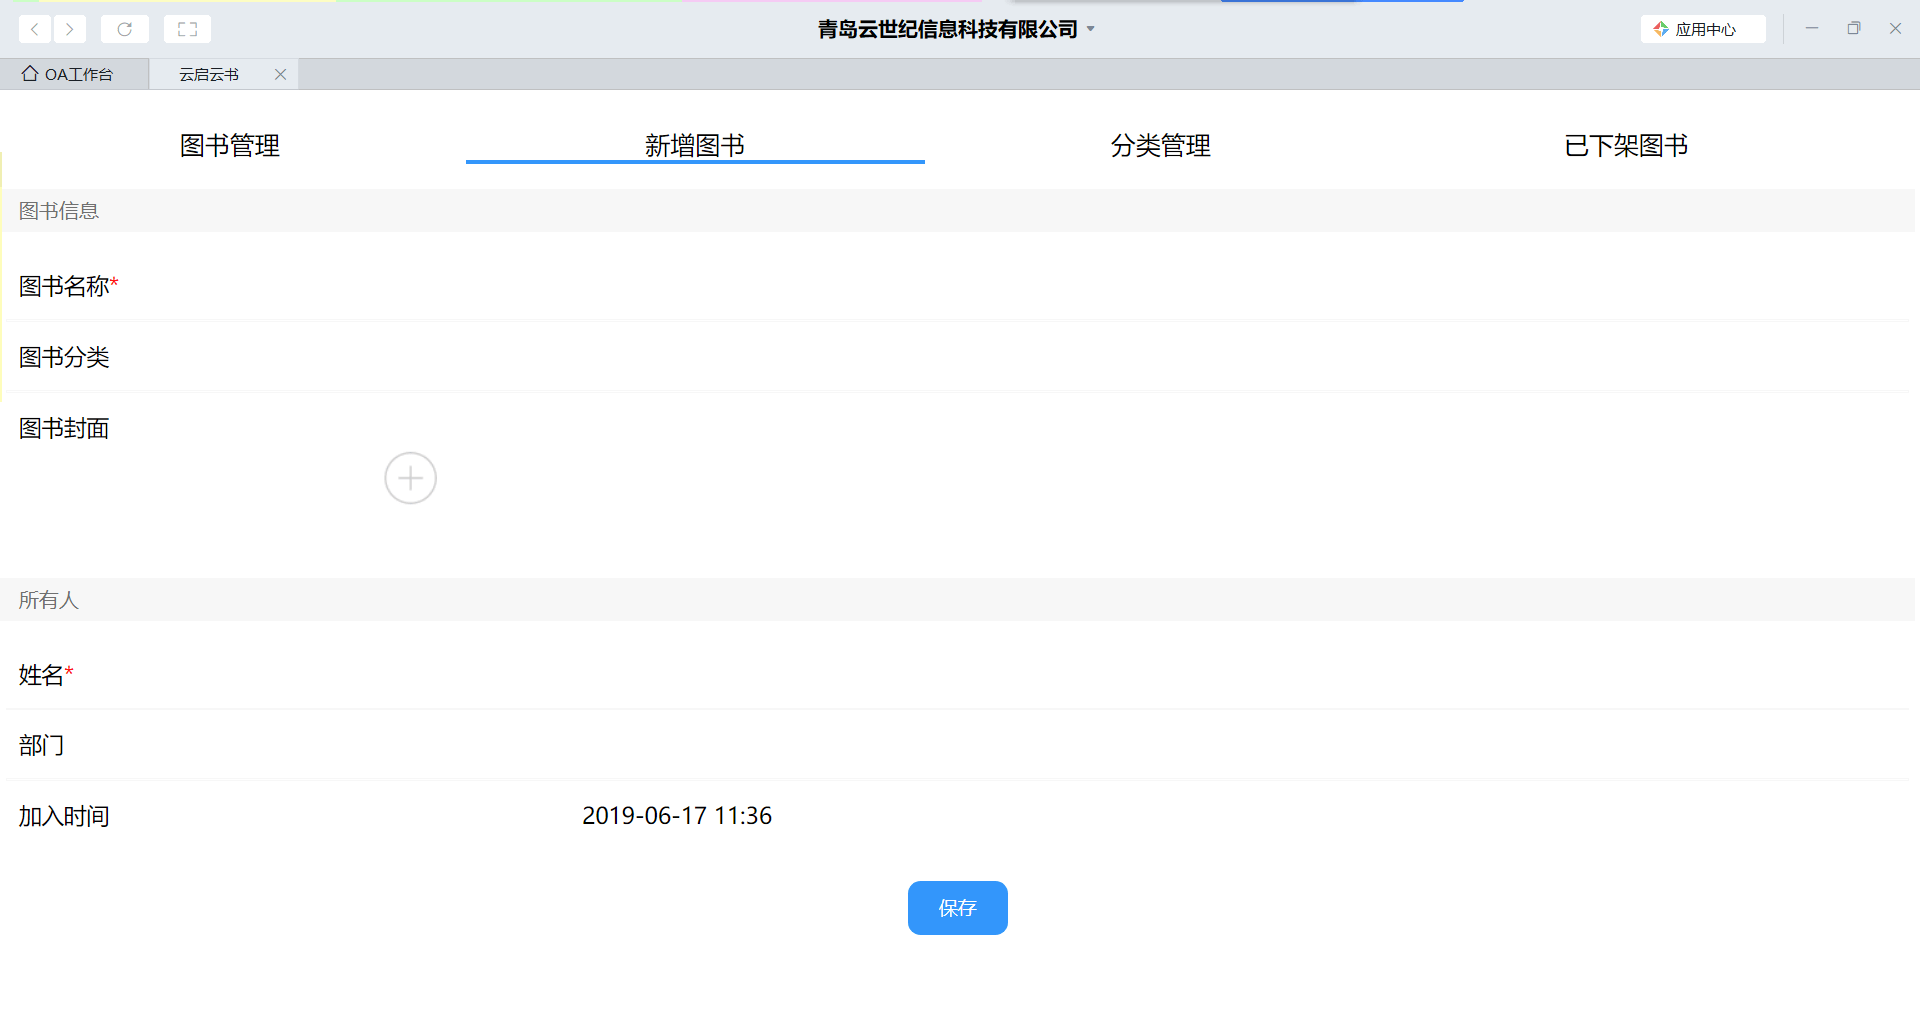 青岛云世纪信息科技有限公司
应用中心
OA工作台
云启云书
图书管理
新增图书
分类管理
已下架图书
图书信息
图书名称*
图书分类
图书封面
所有人
姓名*
部门
加入时间 2019-06-17 11:36
保存